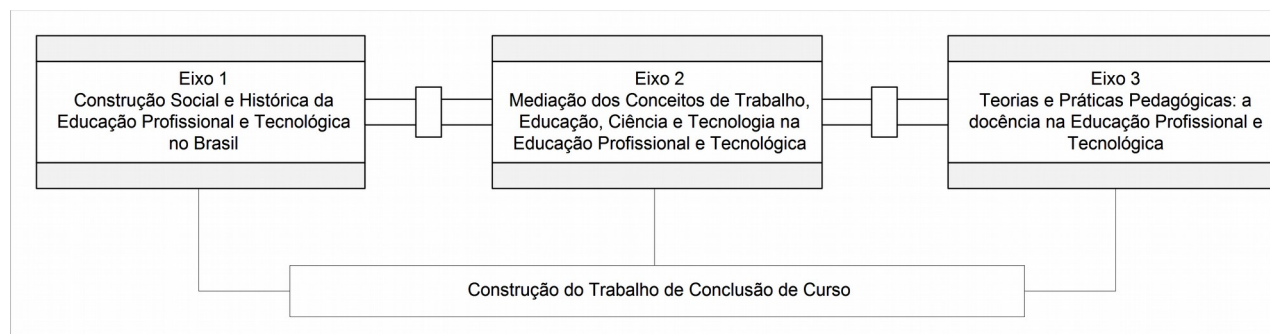 Eixo 1
Construção Social e Histórica da
Educação Profissional e Tecnológica
no Brasil
Eixo 2
Mediação dos Conceitos de Trabalho,
Educação, Ciência e Tecnologia na
Educação Profissional e Tecnológica
Eixo 3
Teorias e Práticas Pedagógicas: a
docência na Educação Profissional e
Tecnológica
Construção do Trabalho de Conclusão de Curso